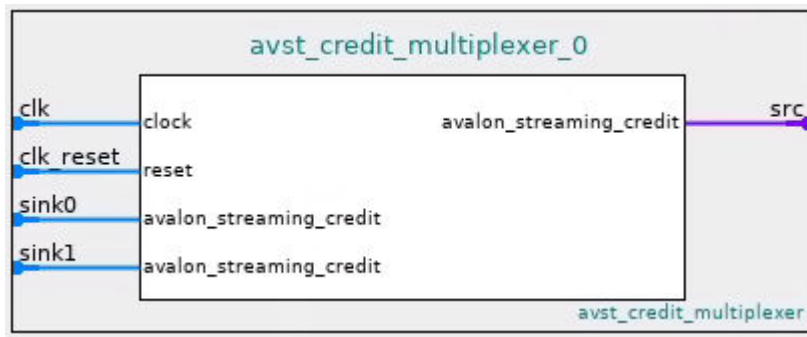 avst_credit_multiplexer_0
clk
clock
avalon_streaming_credit
src
clk_reset
reset
sink0
avalon_streaming_credit
sink1
avalon_streaming_credit
avst_credit_multiplexer